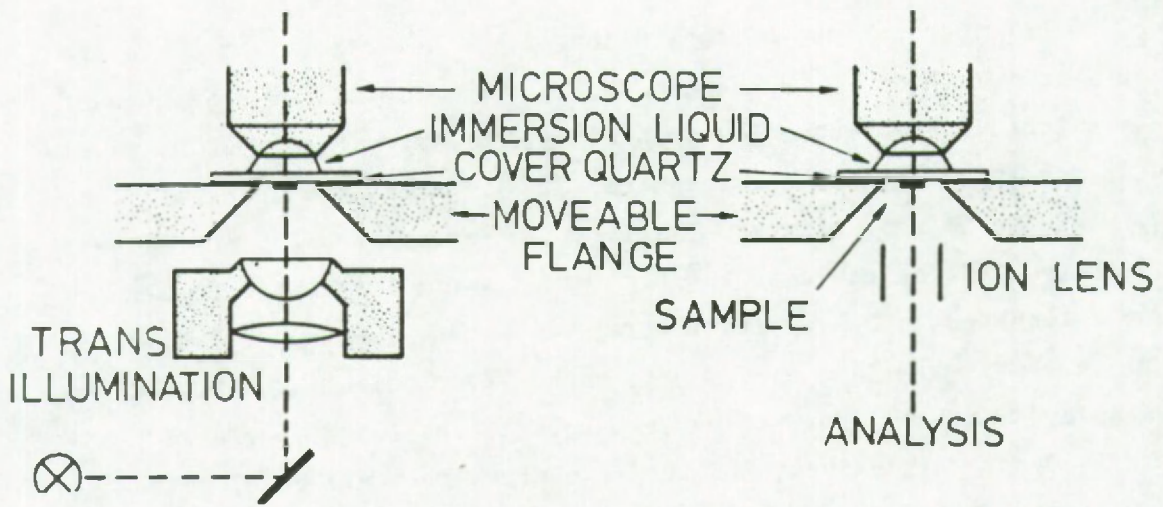 MICROSCOPE
IMMERSION LIQUID
COVER QUARTZ
MOVEABLE
FLANGE
ION LENS
SAMPLE
TRANS
ILLUMINATION
ANALYSIS